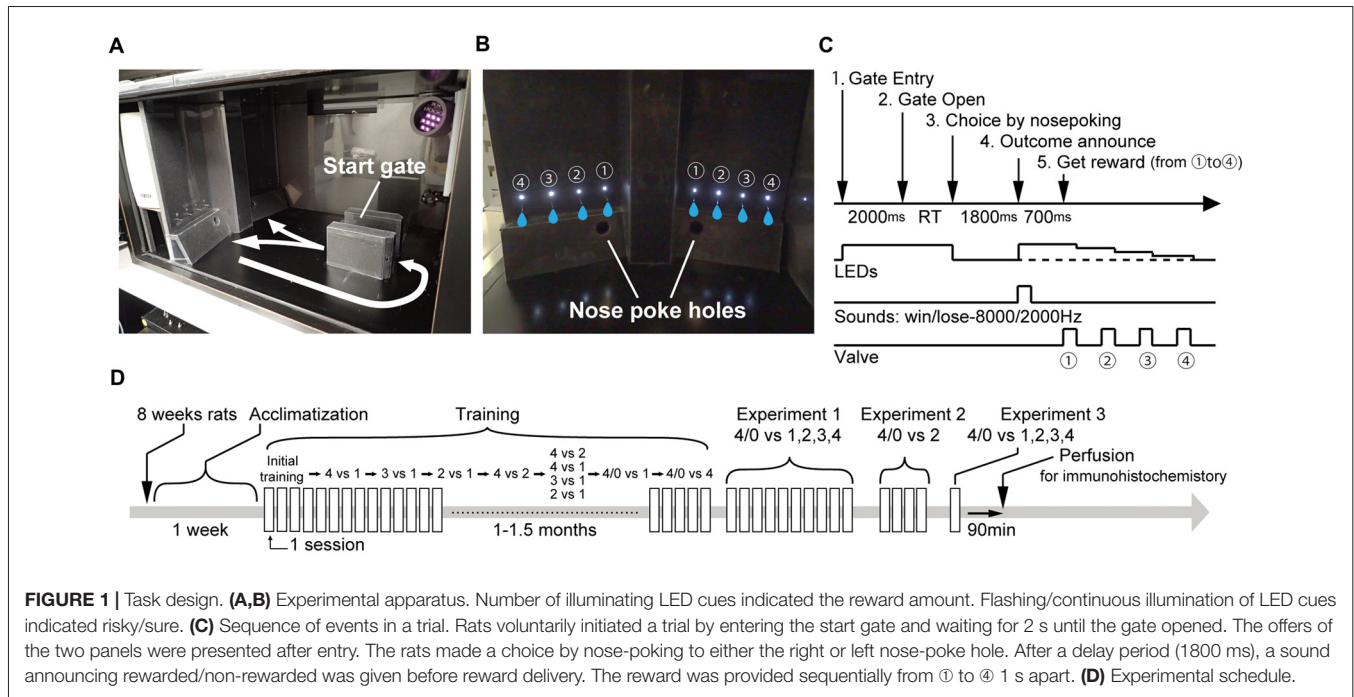 A
Start gate
B
④ ③ ② ① ① ② ③ ④
Nose poke holes
C
1. Gate Entry
2. Gate Open
3. Choice by nosepoking
4. Outcome announce
5. Get reward (from ①to④)
2000ms RT 1800ms 700ms
LEDs
Sounds: win/lose-8000/2000Hz
Valve
① ② ③ ④
D
8 weeks rats
Acclimatization
Training
Initial
training
4 vs 1
3 vs 1
2 vs 1
4 vs 2
4 vs 2
4 vs 1
3 vs 1
2 vs 1
4/0 vs 1
4/0 vs 4
Experiment 1
4/0 vs 1,2,3,4
Experiment 2
4/0 vs 2
Experiment 3
4/0 vs 1,2,3,4
Perfusion
for immunohistochemistory
1 week
1 session
1-1.5 months
90min
FIGURE 1 | Task design. (A,B) Experimental apparatus. Number of illuminating LED cues indicated the reward amount. Flashing/continuous illumination of LED cues
indicated risky/sure. (C) Sequence of events in a trial. Rats voluntarily initiated a trial by entering the start gate and waiting for 2 s until the gate opened. The offers of
the two panels were presented after entry. The rats made a choice by nose-poking to either the right or left nose-poke hole. After a delay period (1800 ms), a sound
announcing rewarded/non-rewarded was given before reward delivery. The reward was provided sequentially from ① to ④ 1 s apart. (D) Experimental schedule.